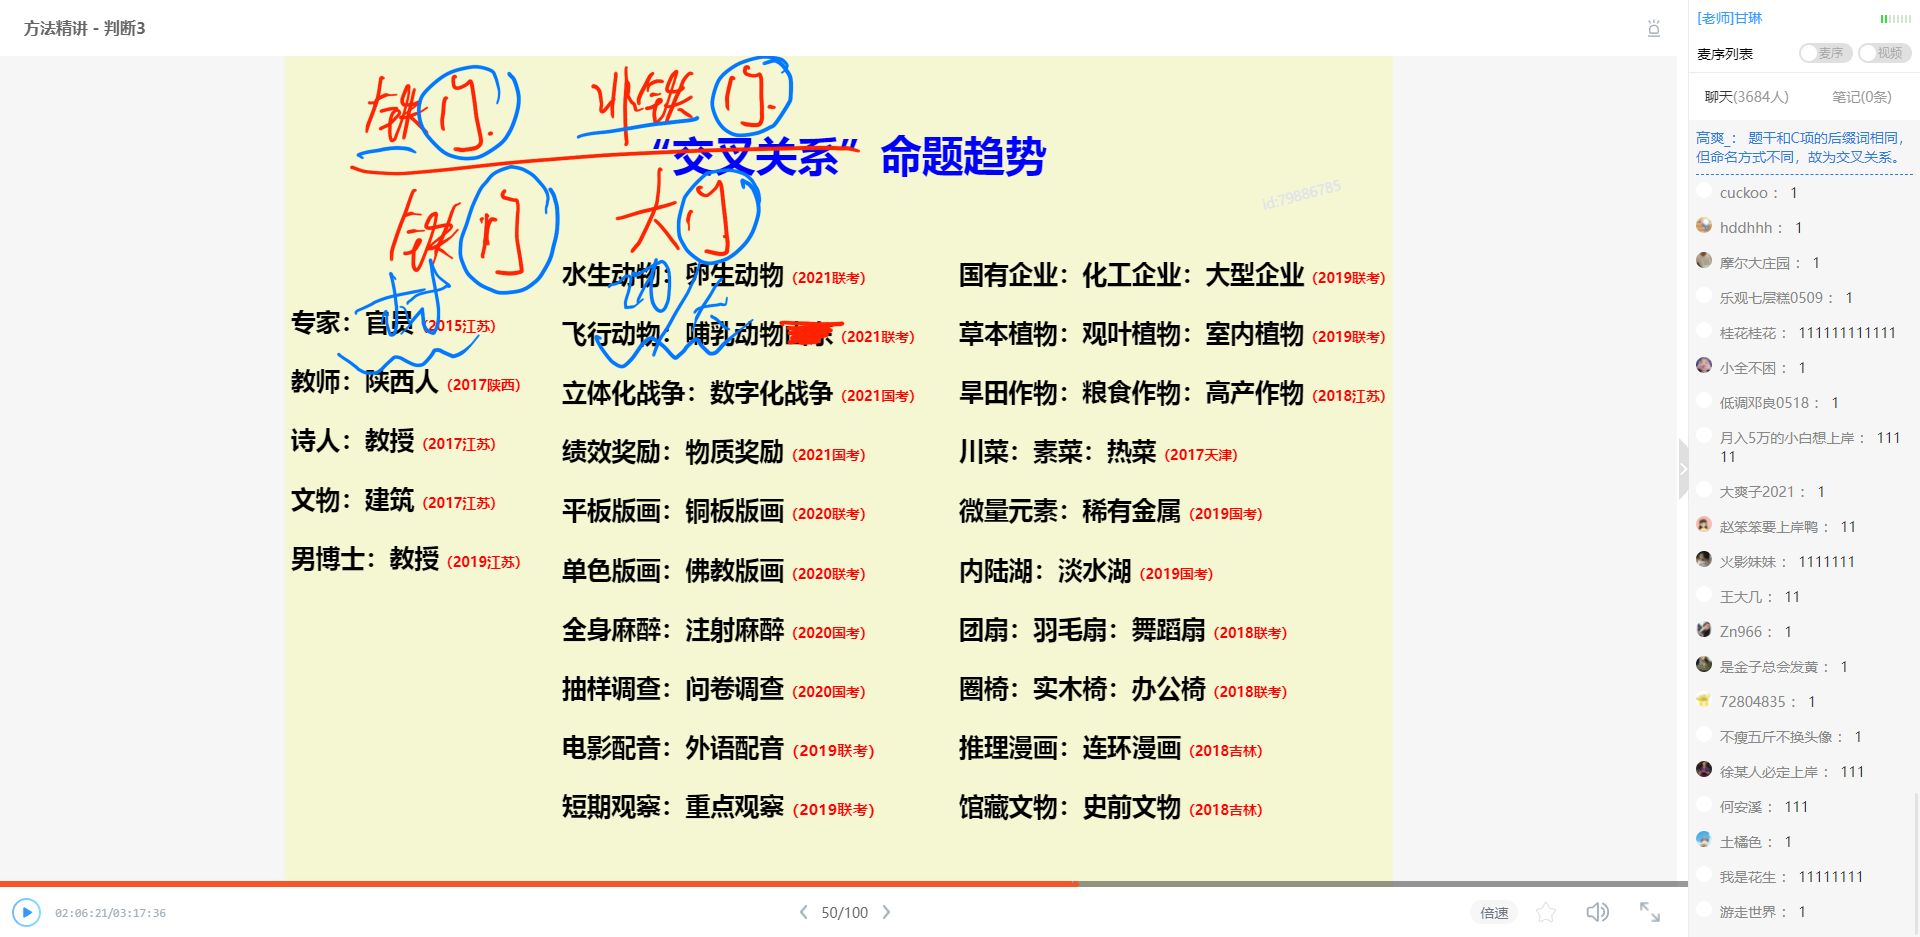 方法精讲 - 判断3
铁门. 非铁门.
“交叉关系”命题趋势
铁门 大门
材 功能
id:79886785
专家：官员（2015江苏）
教师：陕西人（2017陕西）
诗人：教授（2017江苏）
文物：建筑（2017江苏）
男博士：教授（2019江苏）
水生动物：卵生动物（2021联考）
飞行动物：哺乳动物（2021联考）
立体化战争：数字化战争（2021国考）
绩效奖励：物质奖励（2021国考）
平板版画：铜板版画（2020联考）
单色版画：佛教版画（2020联考）
全身麻醉：注射麻醉（2020国考）
抽样调查：问卷调查（2020国考）
电影配音：外语配音（2019联考）
短期观察：重点观察（2019联考）
国有企业：化工企业：大型企业（2019联考）
草本植物：观叶植物：室内植物（2019联考）
旱田作物：粮食作物：高产作物（2018江苏）
川菜：素菜：热菜（2017天津）
微量元素：稀有金属（2019国考）
内陆湖：淡水湖（2019国考）
团扇：羽毛扇：舞蹈扇（2018联考）
圈椅：实木椅：办公椅（2018联考）
推理漫画：连环漫画（2018吉林）
馆藏文物：史前文物（2018吉林）
02:06:21/03:17:36
50/100
倍速
[老师]甘琳
麦序列表 麦序 视频
聊天(3684人) 笔记(0条)
高爽_： 题干和C项的后缀词相同，
但命名方式不同，故为交叉关系。
cuckoo： 1
hddhhh： 1
摩尔大庄园： 1
乐观七层糕0509： 1
桂花桂花： 111111111111
小全不困： 1
低调邓良0518： 1
月入5万的小白想上岸： 111
11
大爽子2021： 1
赵笨笨要上岸鸭： 11
火影妹妹： 1111111
王大几： 11
Zn966： 1
是金子总会发黄： 1
72804835： 1
不瘦五斤不换头像： 1
徐某人必定上岸： 111
何安溪： 111
土橘色： 1
我是花生： 11111111
游走世界： 1